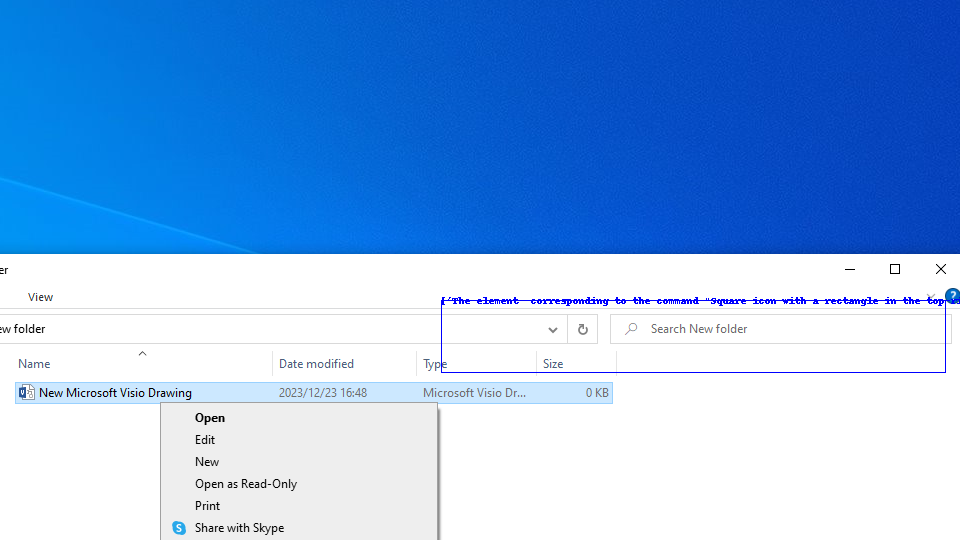 er
View
['The element corresponding to the command "Square icon with a rectangle in the top
?
ew folder
Search New folder
Name Date modified Type Size
New Microsoft Visio Drawing 2023/12/23 16:48 Microsoft Visio Dr... 0 KB
Open
Edit
New
Open as Read-Only
Print
S Share with Skype